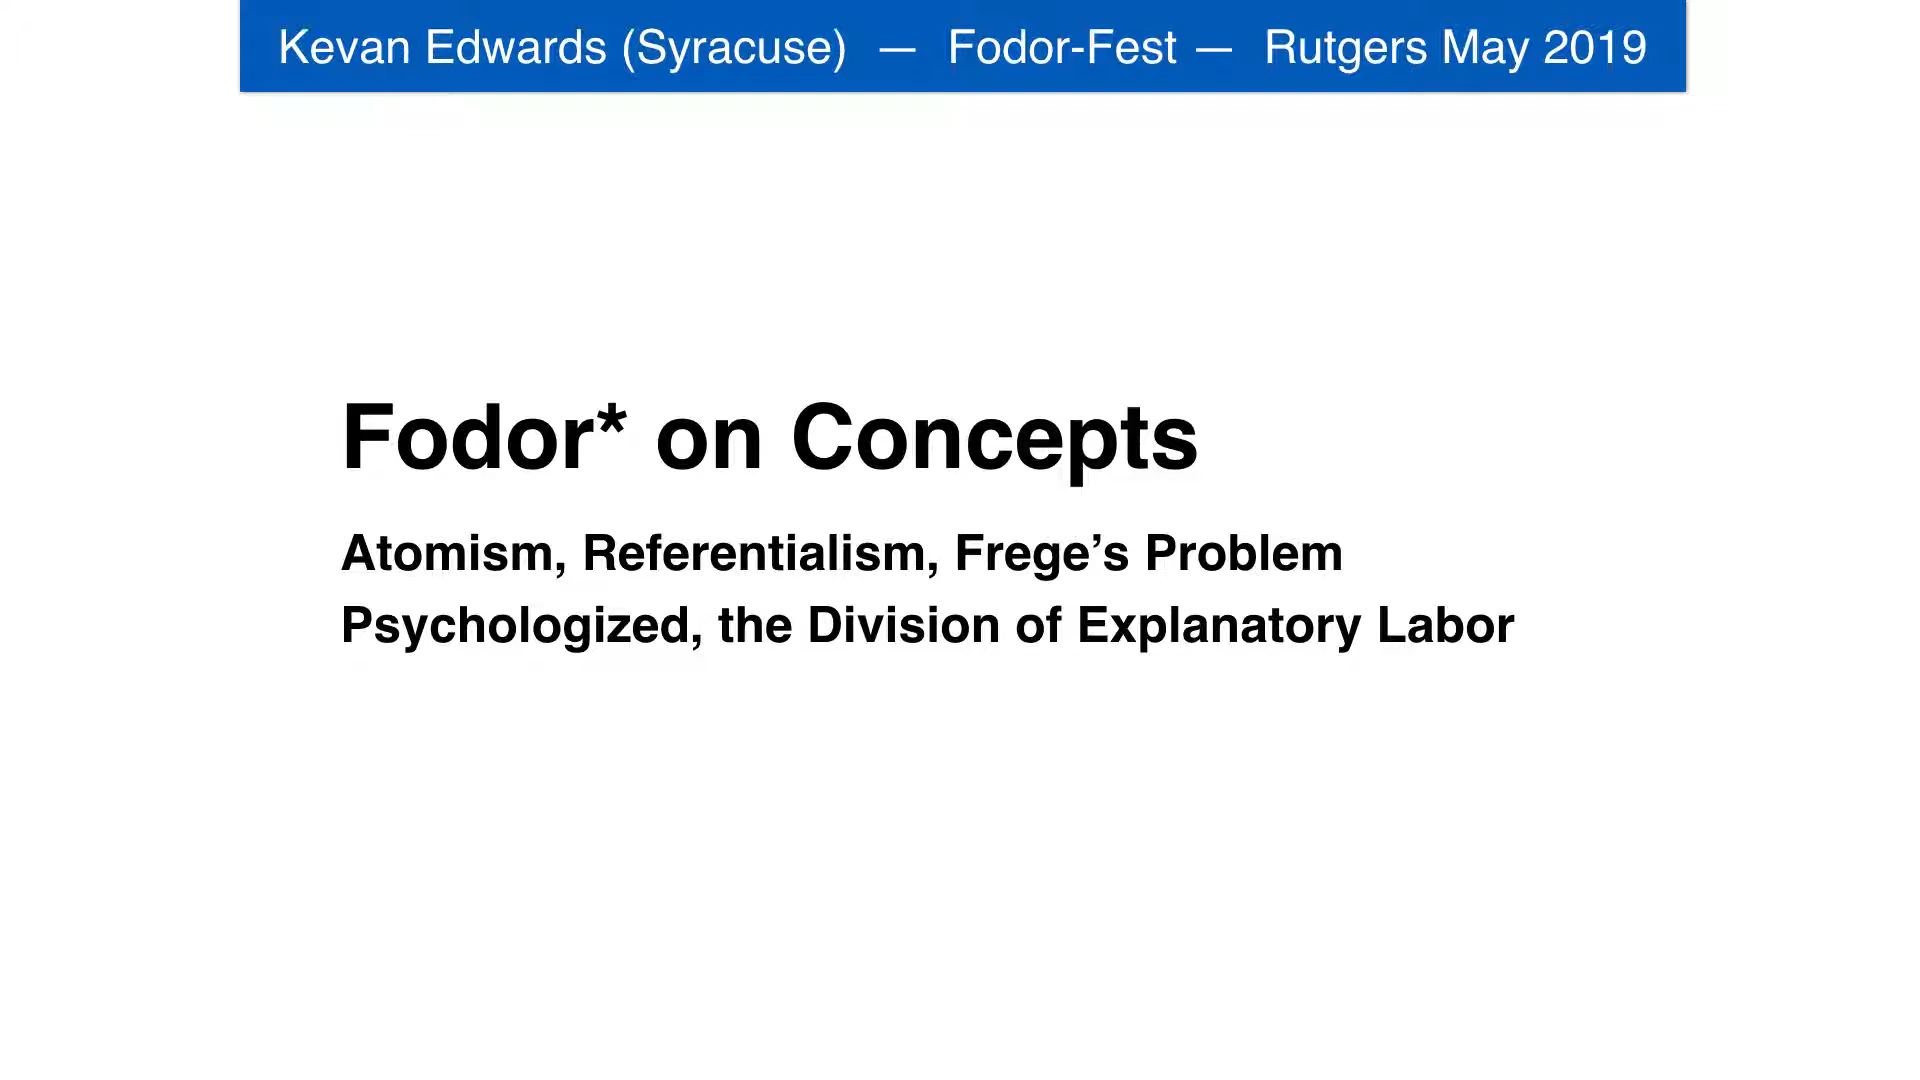 Kevan Edwards (Syracuse) — Fodor-Fest — Rutgers May 2019
Fodor* on Concepts
Atomism, Referentialism, Frege’s Problem
Psychologized, the Division of Explanatory Labor